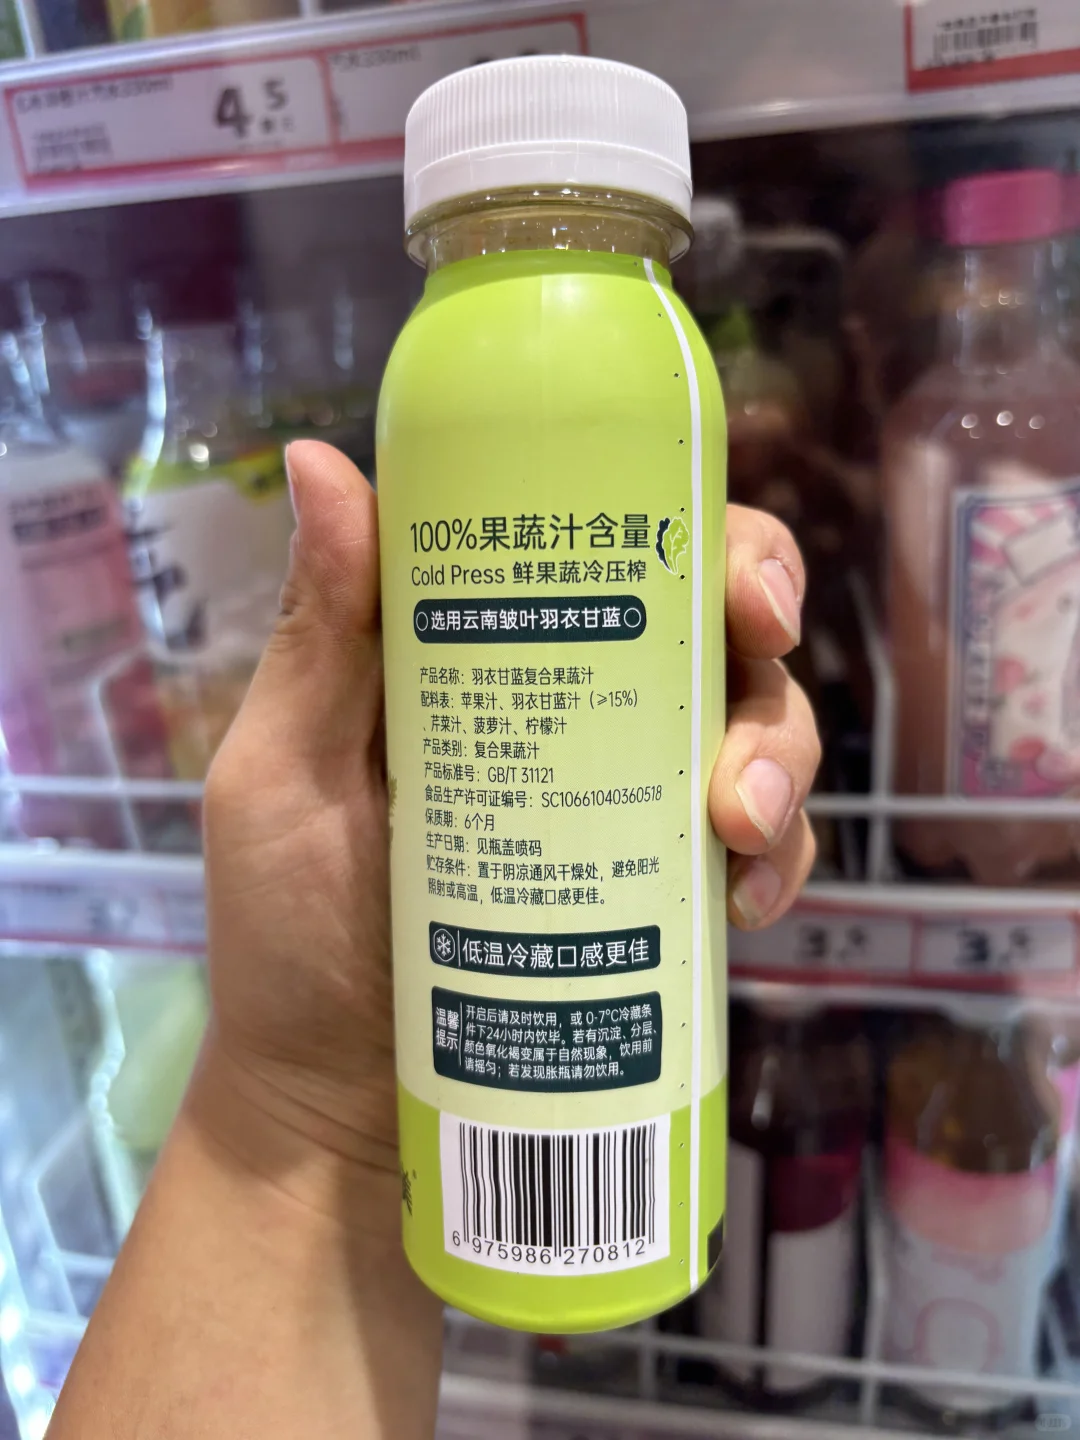 4.5
100%果蔬汁含量
Cold Press 鲜果蔬冷压榨
选用云南皱叶羽衣甘蓝
产品名称：羽衣甘蓝复合果蔬汁
配料表：苹果汁、羽衣甘蓝汁（≥15%）
、芹菜汁、菠萝汁、柠檬汁
产品类别：复合果蔬汁
产品标准号：GB/T 31121
食品生产许可证编号：SC10661040360518
保质期：6个月
生产日期：见瓶盖喷码
贮存条件：置于阴凉通风干燥处，避免阳光
照射或高温，低温冷藏口感更佳。
低温冷藏口感更佳
温馨
提示
开启后请及时饮用，或 0-7°C冷藏条
件下24小时内饮毕。若有沉淀、分层、
颜色氧化褐变属于自然现象，饮用前
请摇匀；若发现胀瓶请勿饮用。
6 975986 270812